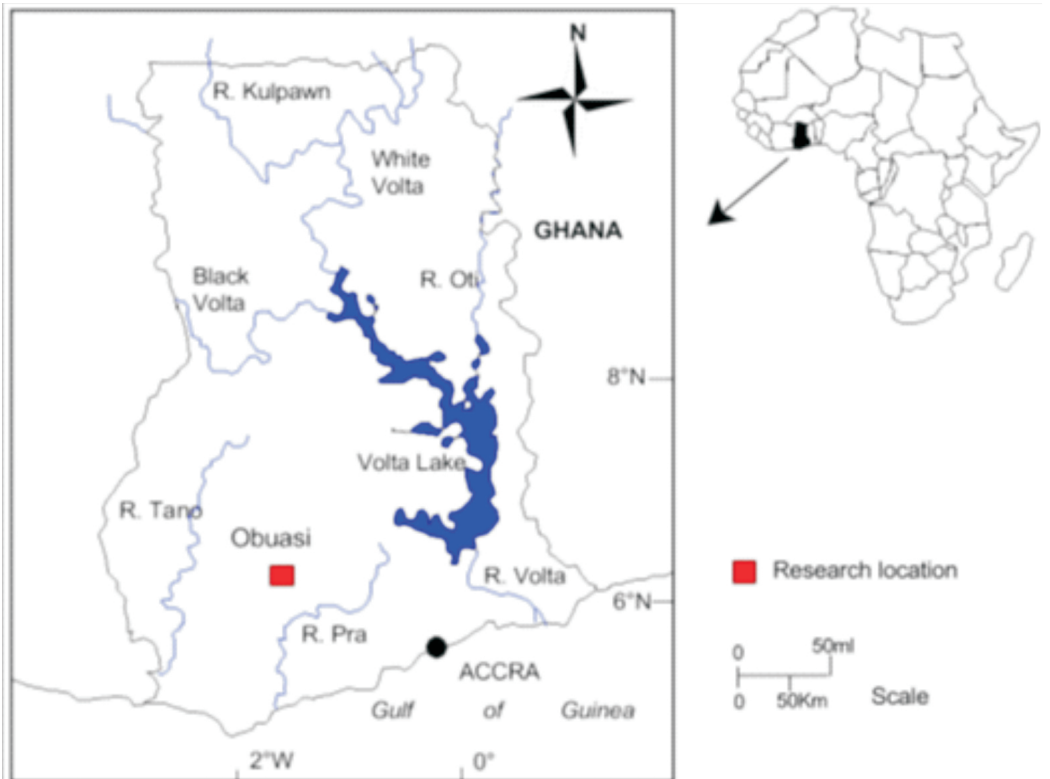 N
R. Kulpawn
White
Volta
GHANA
Black
Volta
R. Oti
8°N
Volta Lake
R. Tano
Obuasi
R. Volta
Research location
6°N
R. Pra
ACCRA
0 50ml
0 50Km Scale
Gulf of Guinea
2°W 0°